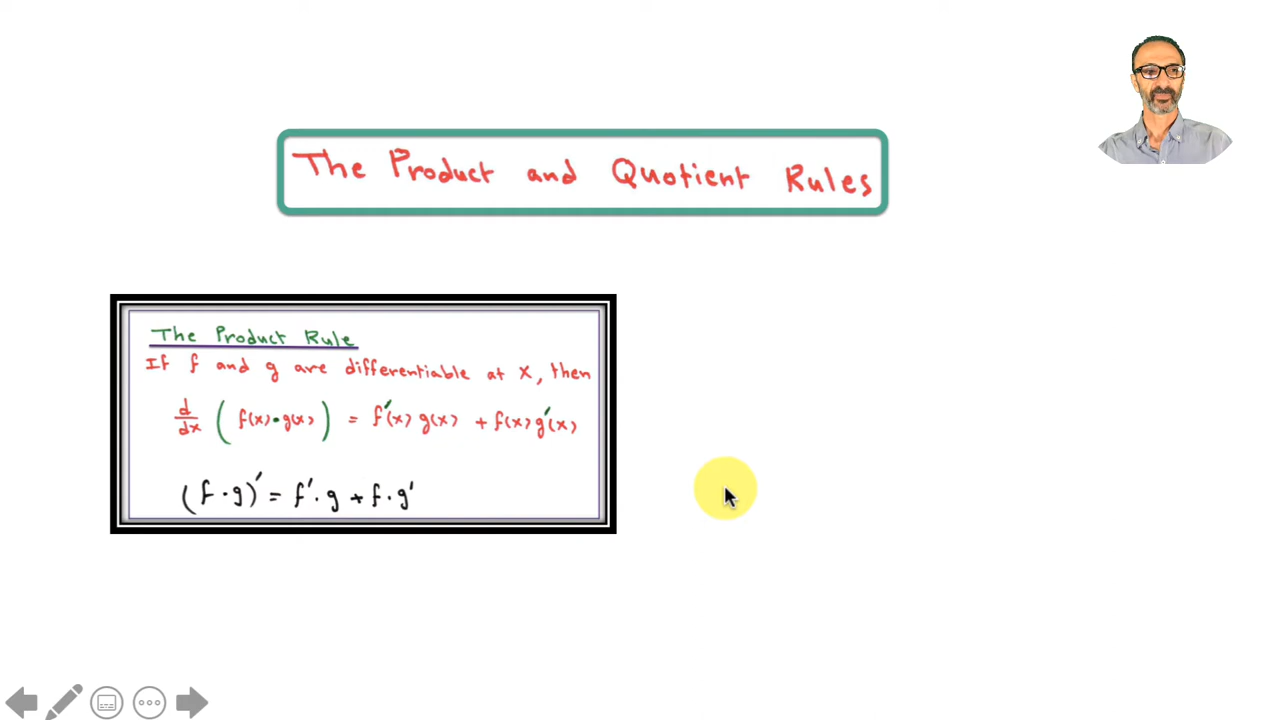 The Product and Quotient Rules
The Product Rule
If f and g are differentiable at x, then
d/dx (f(x)·g(x)) = f'(x) g(x) + f(x) g'(x)
(f·g)' = f'·g + f·g'